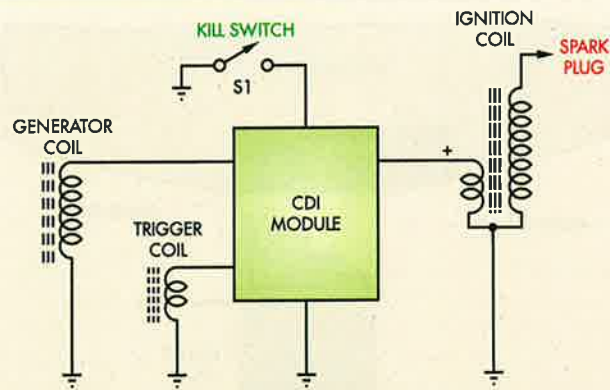 KILL SWITCH
S1
IGNITION
COIL
SPARK
PLUG
GENERATOR
COIL
+
CDI
MODULE
TRIGGER
COIL